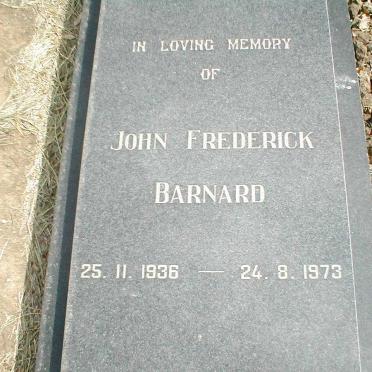 IN LOVING MEMORY
OF
JOHN FREDERICK
BARNARD
25. 11. 1936 — 24. 8. 1973